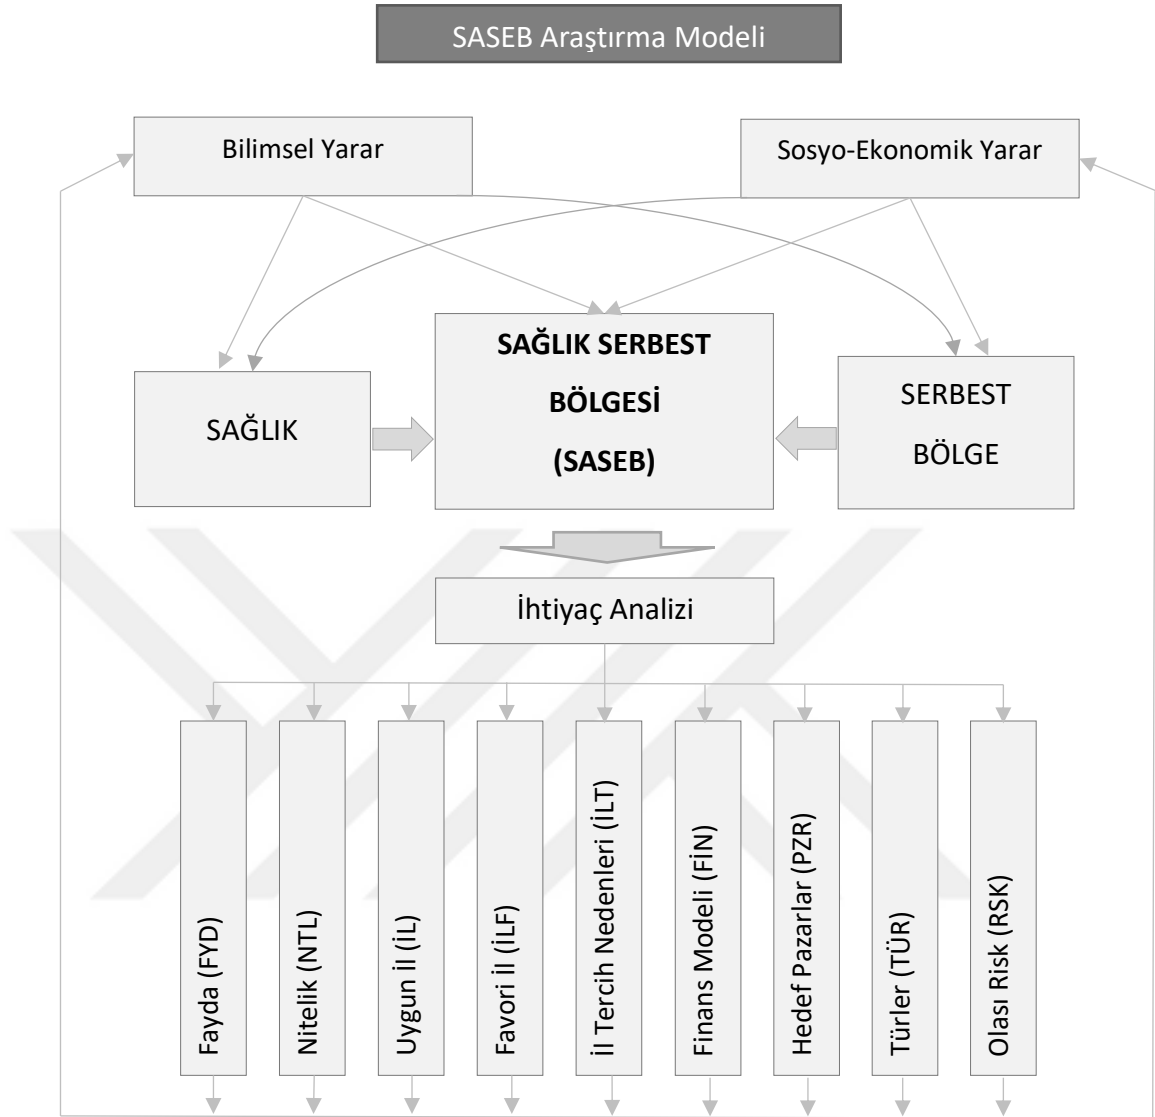 SASEB Araştırma Modeli
Bilimsel Yarar
Sosyo-Ekonomik Yarar
SAĞLIK
SAĞLIK SERBEST
BÖLGESİ
(SASEB)
SERBEST
BÖLGE
İhtiyaç Analizi
Fayda (FYD)
Nitelik (NTL)
Uygun İl (İL)
Favori İl (İLF)
İl Tercih Nedenleri (İLT)
Finans Modeli (FİN)
Hedef Pazarlar (PZR)
Türler (TÜR)
Olası Risk (RSK)